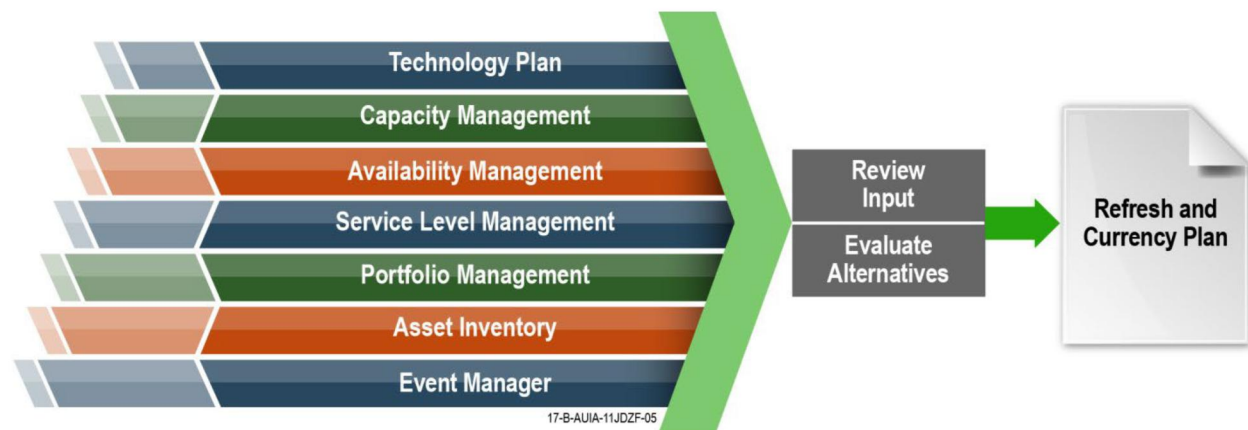 Technology Plan
Capacity Management
Availability Management
Service Level Management
Portfolio Management
Asset Inventory
Event Manager
17-B-AUIA-11JDZF-05
Review
Input
Evaluate
Alternatives
Refresh and
Currency Plan